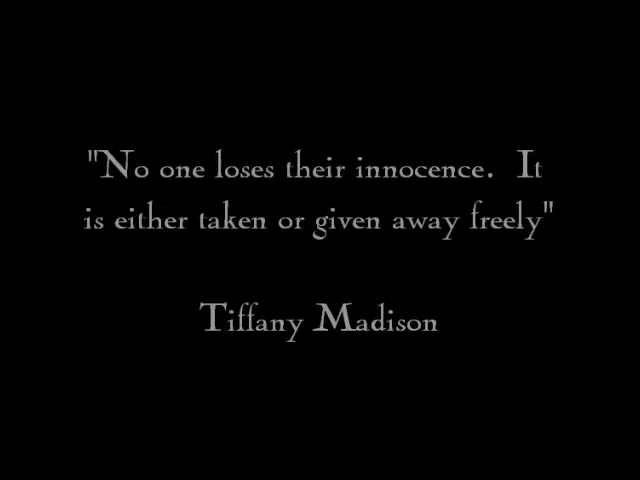 "No one loses their innocence.  It
is either taken or given away freely"
Tiffany Madison